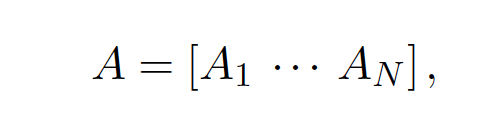 A = [A_1 ⋯ A_N],